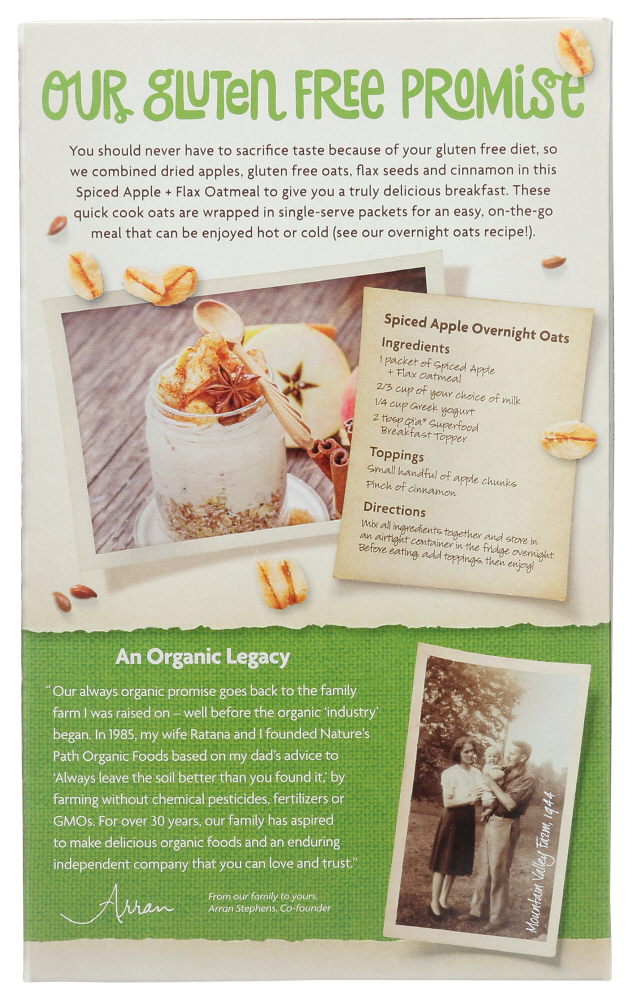 OUR GLUTEN FREE PROMISE
You should never have to sacrifice taste because of your gluten free diet, so
we combined dried apples, gluten free oats, flax seeds and cinnamon in this
Spiced Apple + Flax Oatmeal to give you a truly delicious breakfast. These
quick cook oats are wrapped in single-serve packets for an easy, on-the-go
meal that can be enjoyed hot or cold (see our overnight oats recipe!).
Spiced Apple Overnight Oats
Ingredients
1 packet of Spiced Apple
+ Flax Oatmeal
2/3 cup of your choice of milk
1/4 cup Greek yogurt
2 tbsp Qi'a® Superfood
Breakfast Topper
Toppings
Small handful of apple chunks
Pinch of cinnamon
Directions
Mix all ingredients together and store in
an airtight container in the fridge overnight.
Before eating, add toppings, then enjoy!
An Organic Legacy
"Our always organic promise goes back to the family
farm I was raised on – well before the organic 'industry'
began. In 1985, my wife Ratana and I founded Nature's
Path Organic Foods based on my dad's advice to
'Always leave the soil better than you found it,' by
farming without chemical pesticides, fertilizers or
GMOs. For over 30 years, our family has aspired
to make delicious organic foods and an enduring
independent company that you can love and trust."
Arran
From our family to yours,
Arran Stephens, Co-founder
Mountain Valley Farm, 1944